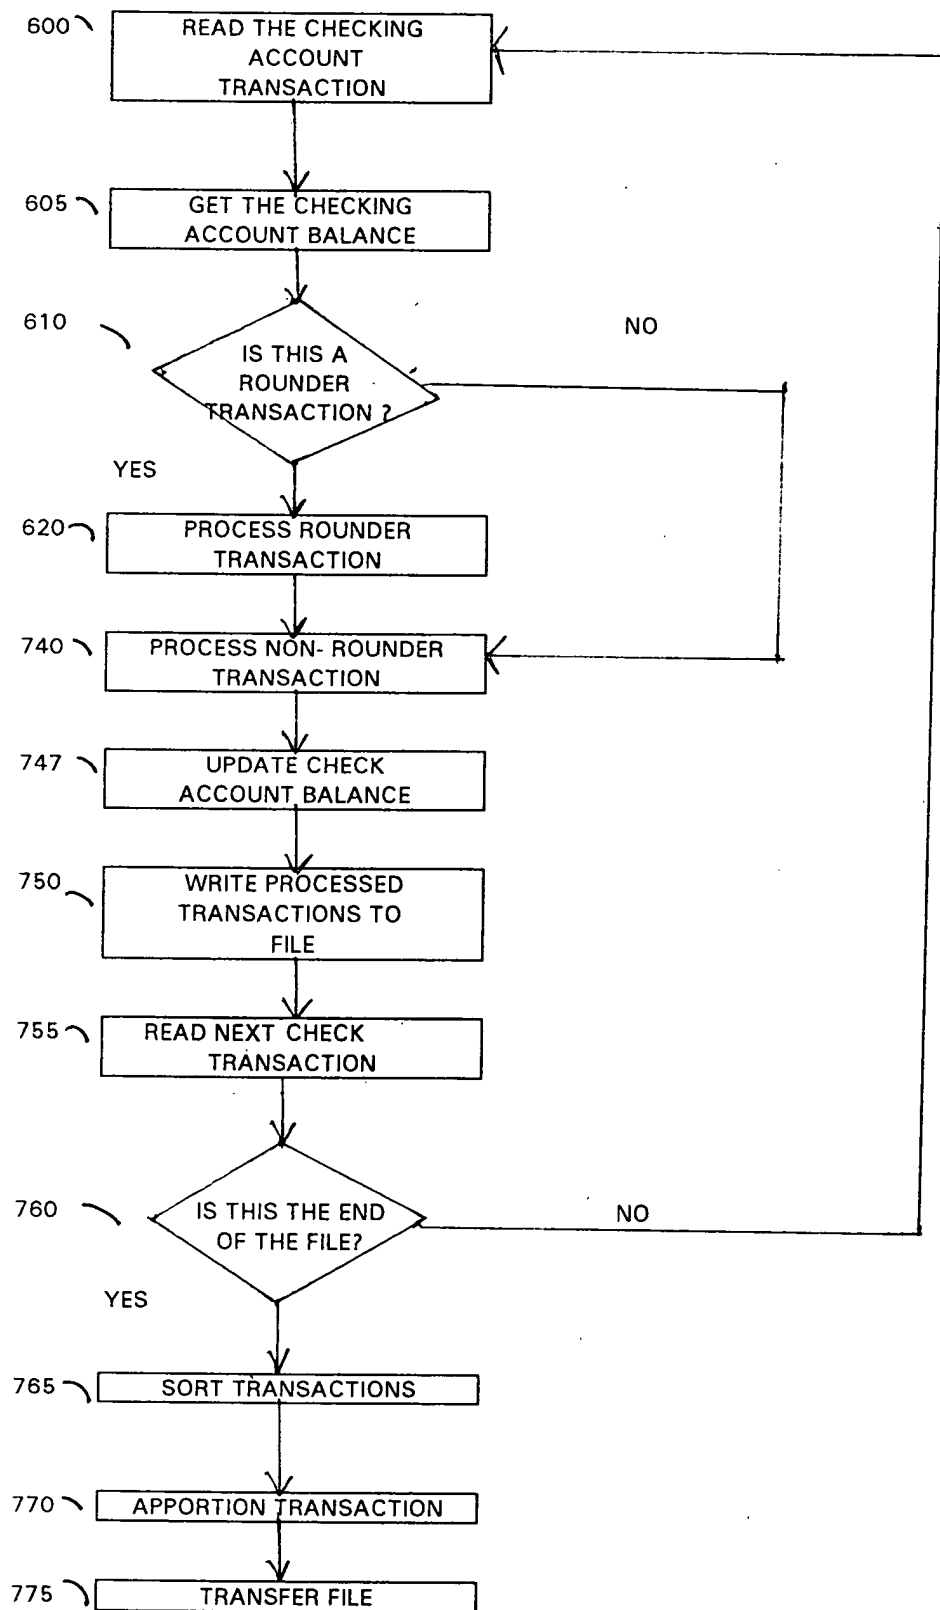 600
READ THE CHECKING
ACCOUNT
TRANSACTION
605
GET THE CHECKING
ACCOUNT BALANCE
610
IS THIS A
ROUNDER
TRANSACTION ?
NO
YES
620
PROCESS ROUNDER
TRANSACTION
740
PROCESS NON- ROUNDER
TRANSACTION
747
UPDATE CHECK
ACCOUNT BALANCE
750
WRITE PROCESSED
TRANSACTIONS TO
FILE
755
READ NEXT CHECK
TRANSACTION
760
IS THIS THE END
OF THE FILE?
NO
YES
765
SORT TRANSACTIONS
770
APPORTION TRANSACTION
775
TRANSFER FILE